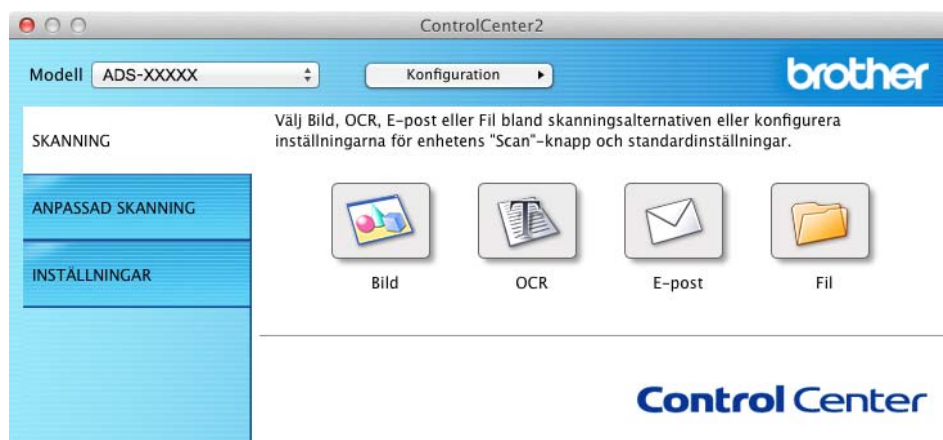 ControlCenter2
Modell ADS-XXXXX Konfiguration brother
SKANNING
ANPASSAD SKANNING
INSTÄLLNINGAR
Välj Bild, OCR, E-post eller Fil bland skanningsalternativen eller konfigurera
inställningarna för enhetens "Scan"-knapp och standardinställningar.
Bild OCR E-post Fil
Control Center